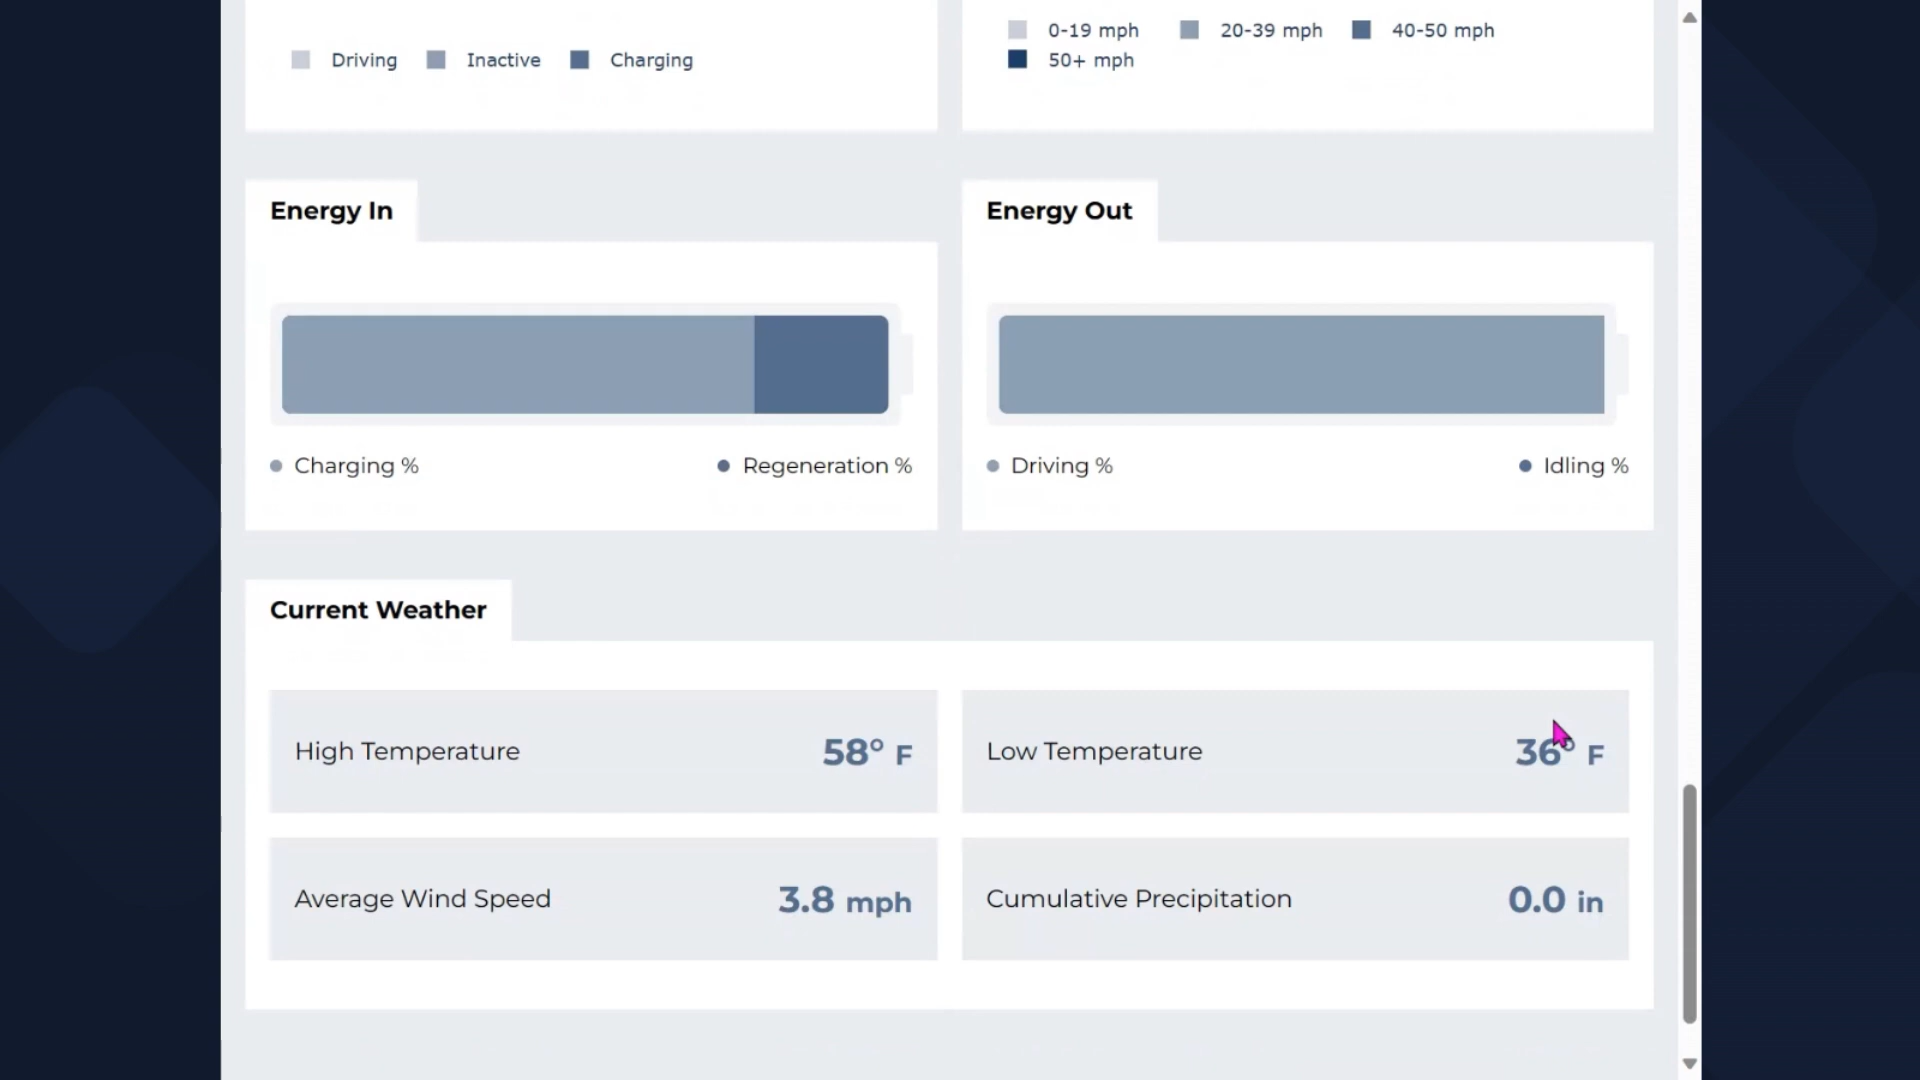 Driving Inactive Charging
0-19 mph 20-39 mph 40-50 mph
50+ mph
Energy In
Charging % Regeneration %
Energy Out
Driving % Idling %
Current Weather
High Temperature 58° F
Low Temperature 36° F
Average Wind Speed 3.8 mph
Cumulative Precipitation 0.0 in